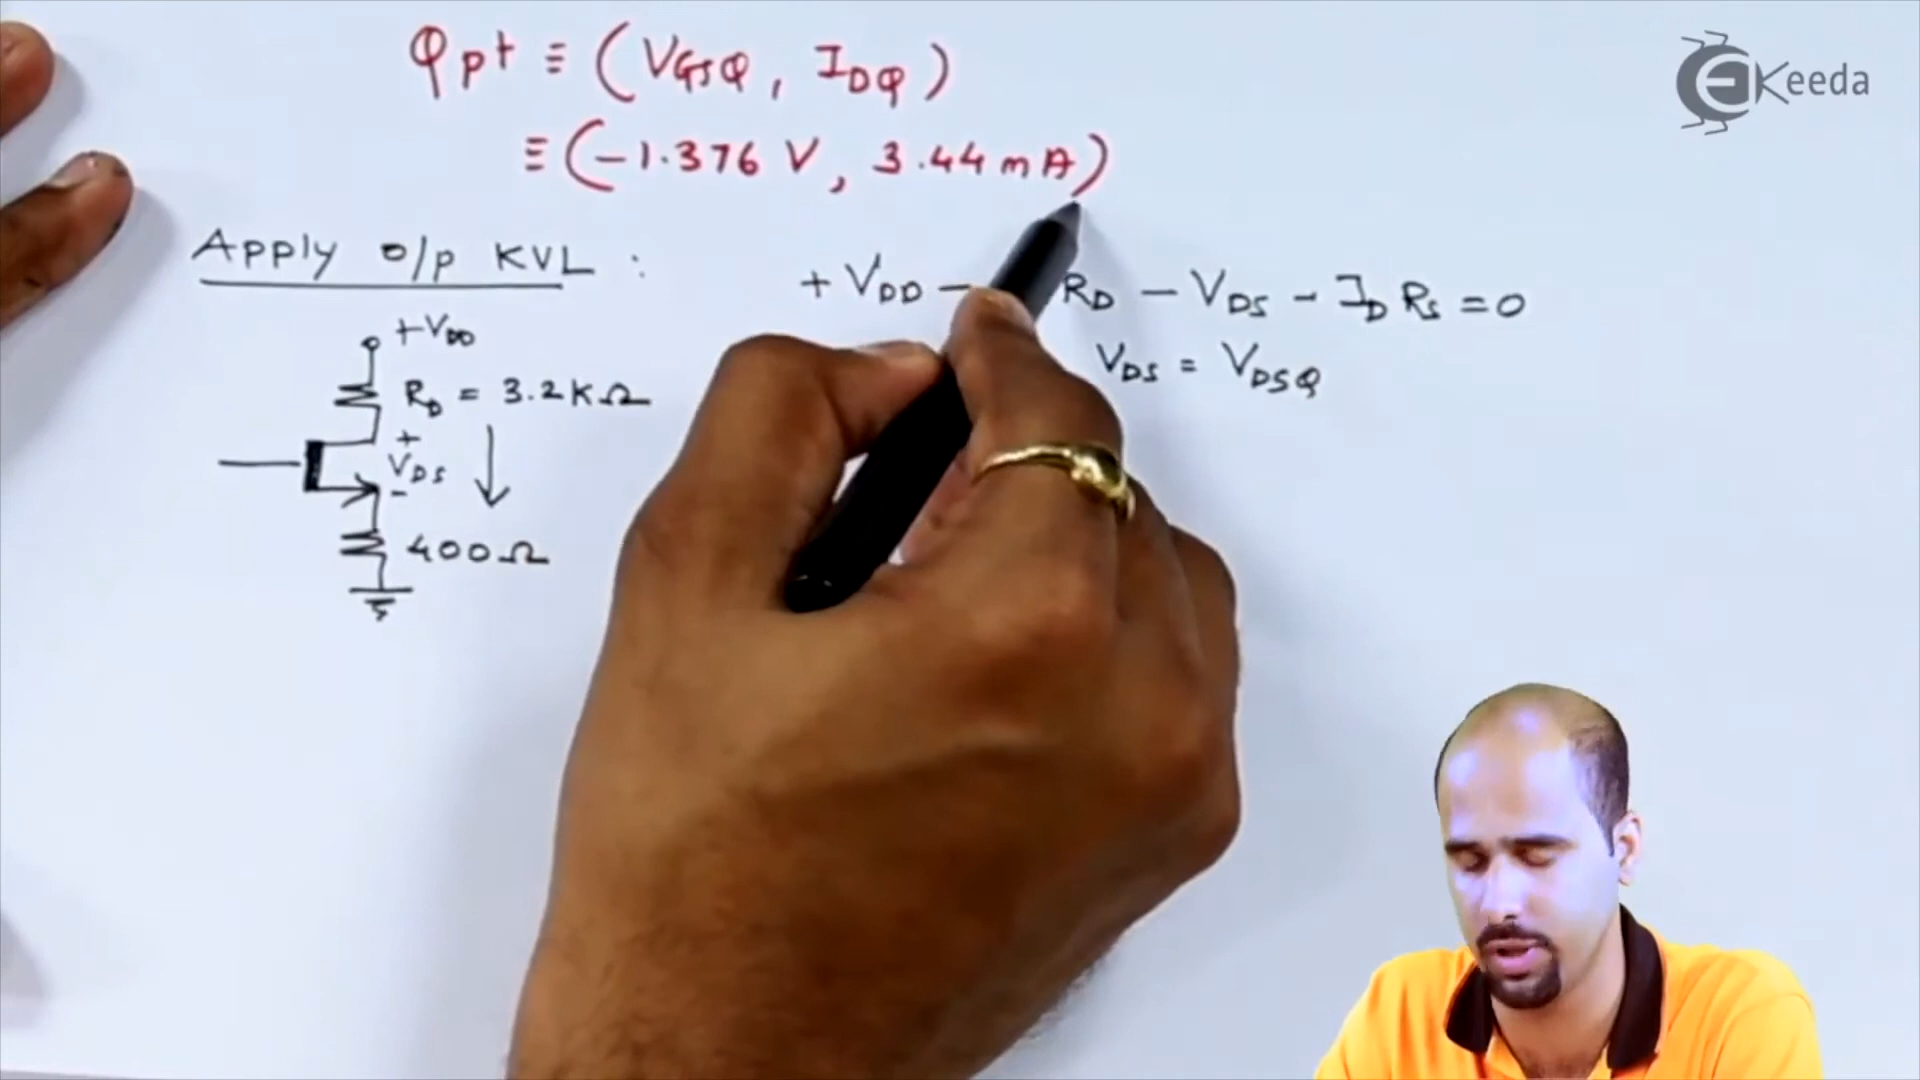 Qpt ≡ (VGSQ, IDQ)
≡ (-1.376 V, 3.44 mA)
Keeda
Apply o/p KVL :
+ VDD - RD - VDS - ID RS = 0
VDS = VDSQ
+VDD
RD = 3.2 KΩ
+
VDS
-
400Ω